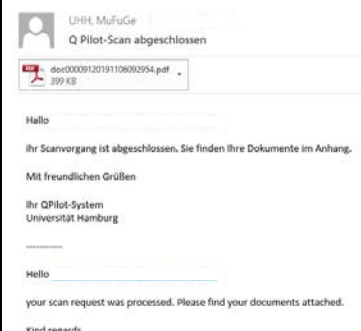 UHH, MuFuGe
Q Pilot-Scan abgeschlossen
PDF
doc00009120191106092954.pdf
399 KB
Hallo
ihr Scanvorgang ist abgeschlossen. Sie finden Ihre Dokumente im Anhang.
Mit freundlichen Grüßen
Ihr QPilot-System
Universität Hamburg
-----------
Hello
your scan request was processed. Please find your documents attached.
Kind regards